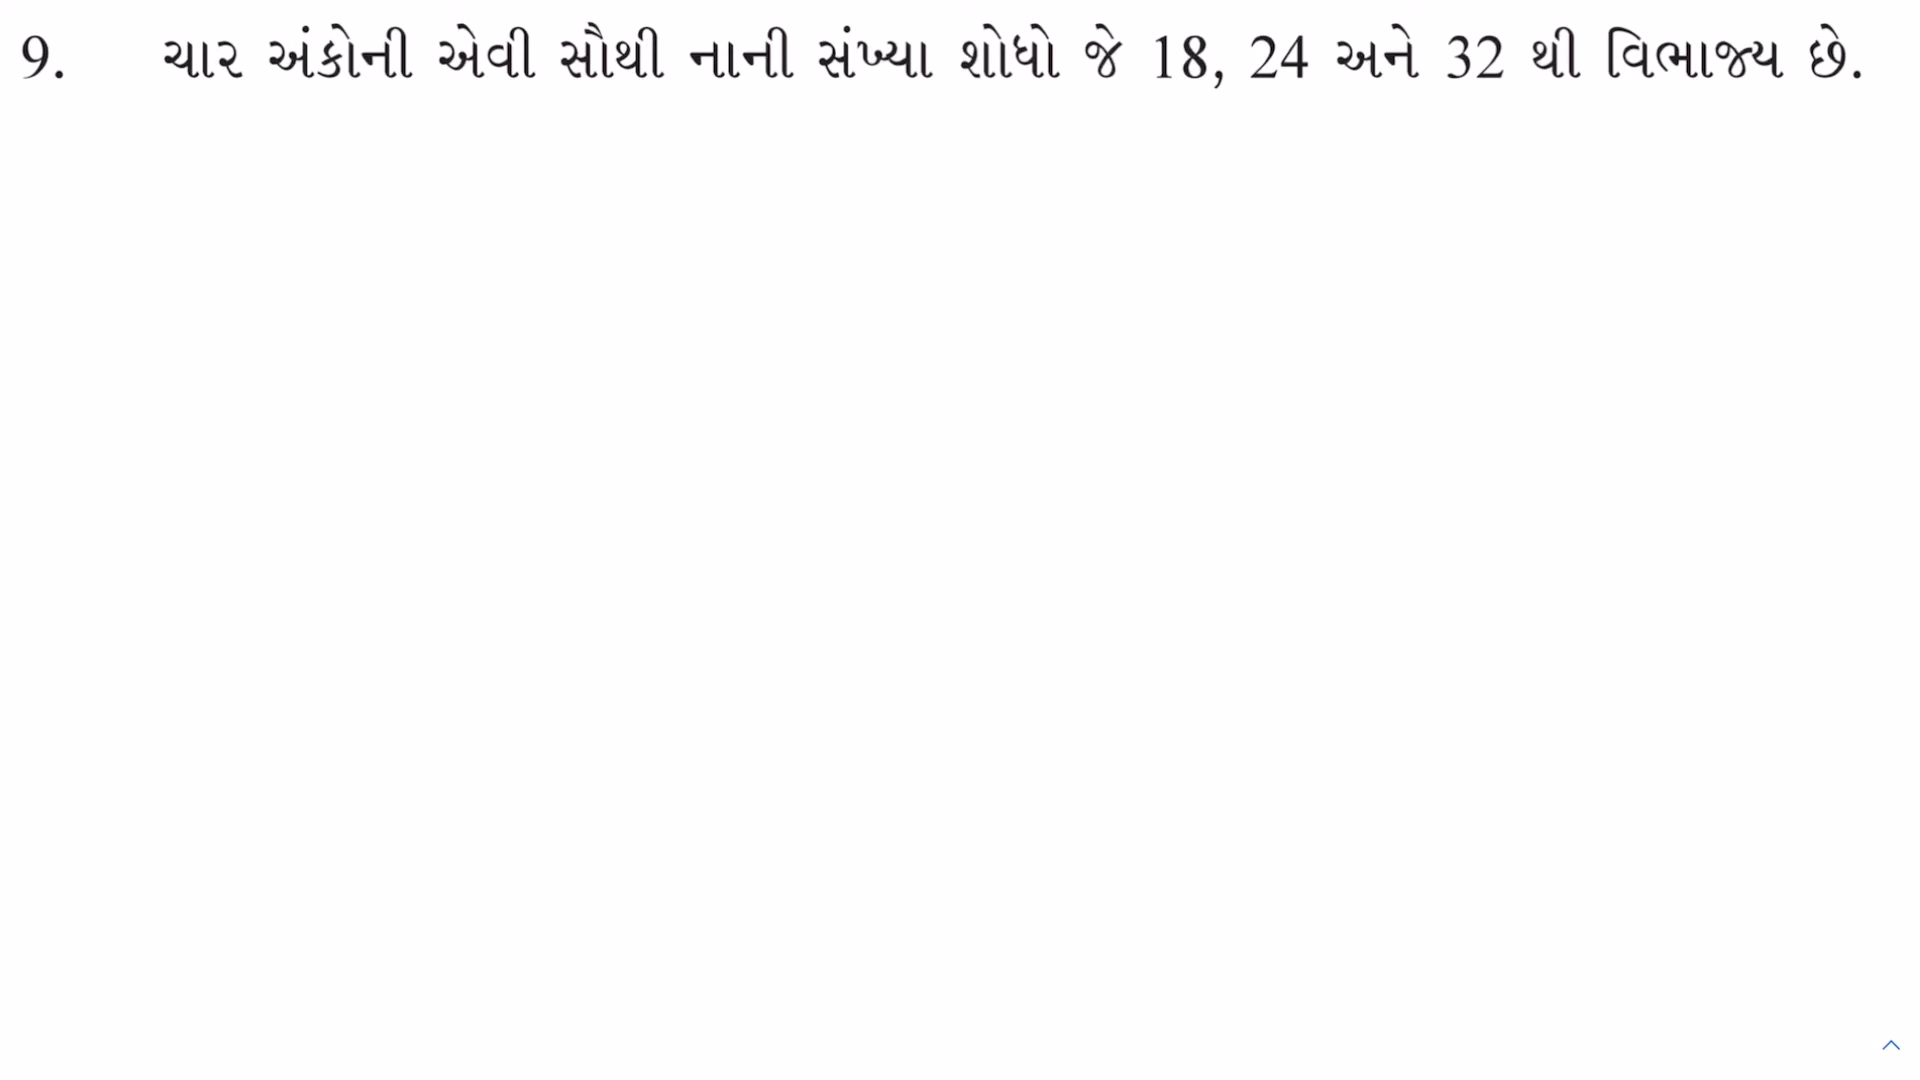 9. ચાર અંકોની એવી સૌથી નાની સંખ્યા શોધો જે 18, 24 અને 32 થી વિભાજ્ય છે.